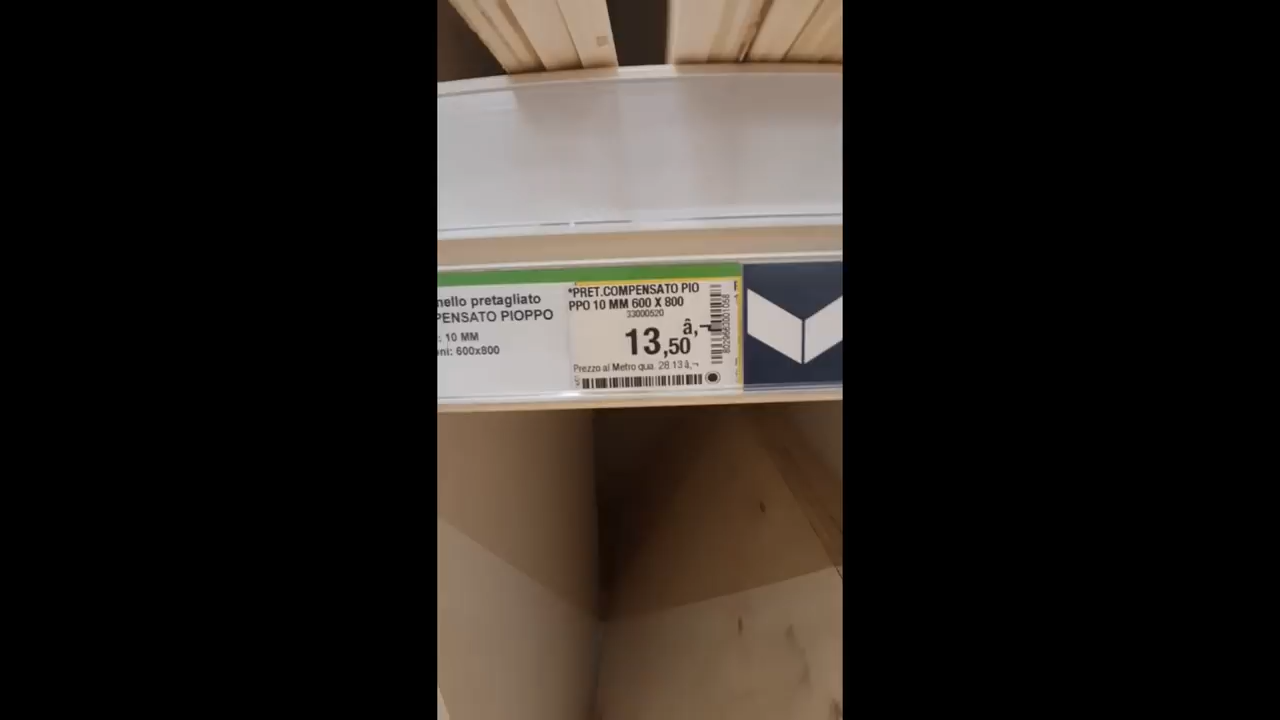 nello pretagliato
PENSATO PIOPPO
: 10 MM
ni: 600x800
*PRET.COMPENSATO PIO
PPO 10 MM 600 X 800
33000520
13,50 â,¬
Prezzo al Metro qua. 28.13 â,¬